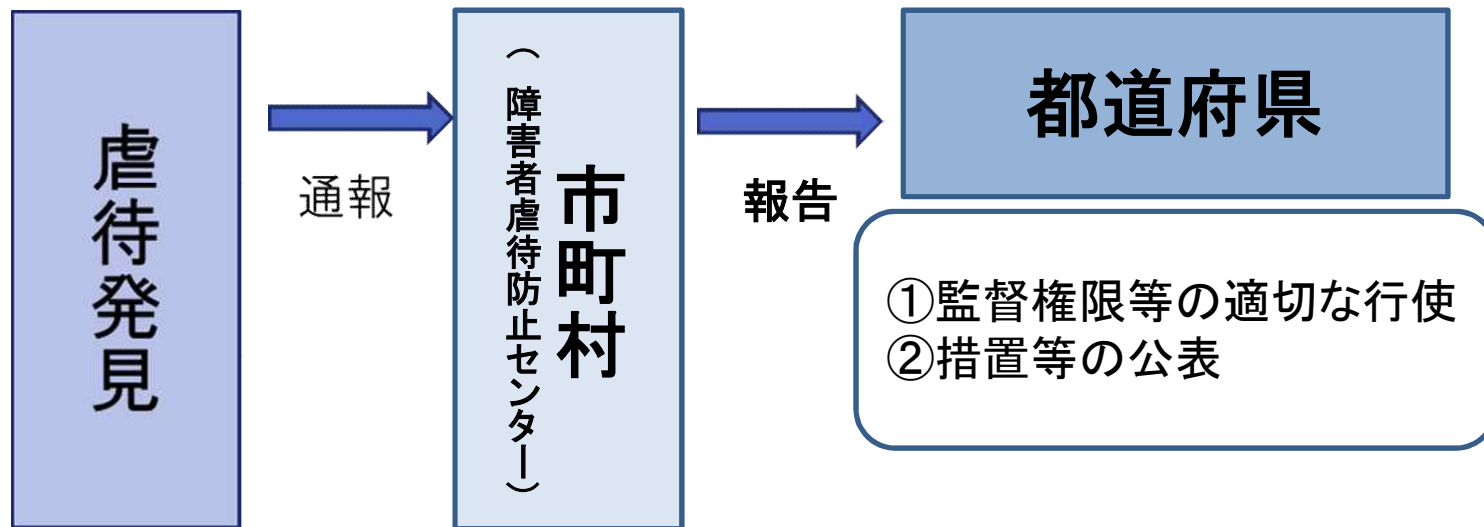 虐待発見
通報
市町村
(障害者虐待防止センター)
報告
都道府県
①監督権限等の適切な行使
②措置等の公表